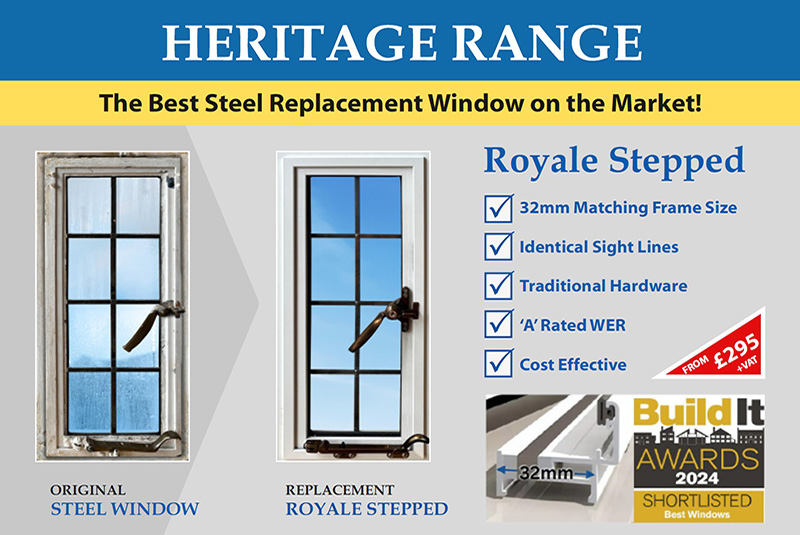 HERITAGE RANGE
The Best Steel Replacement Window on the Market!
Royale Stepped
32mm Matching Frame Size
Identical Sight Lines
Traditional Hardware
‘A’ Rated WER
Cost Effective
FROM £295
+VAT
ORIGINAL
STEEL WINDOW
REPLACEMENT
ROYALE STEPPED
32mm
Build It
AWARDS
2024
SHORTLISTED
Best Windows